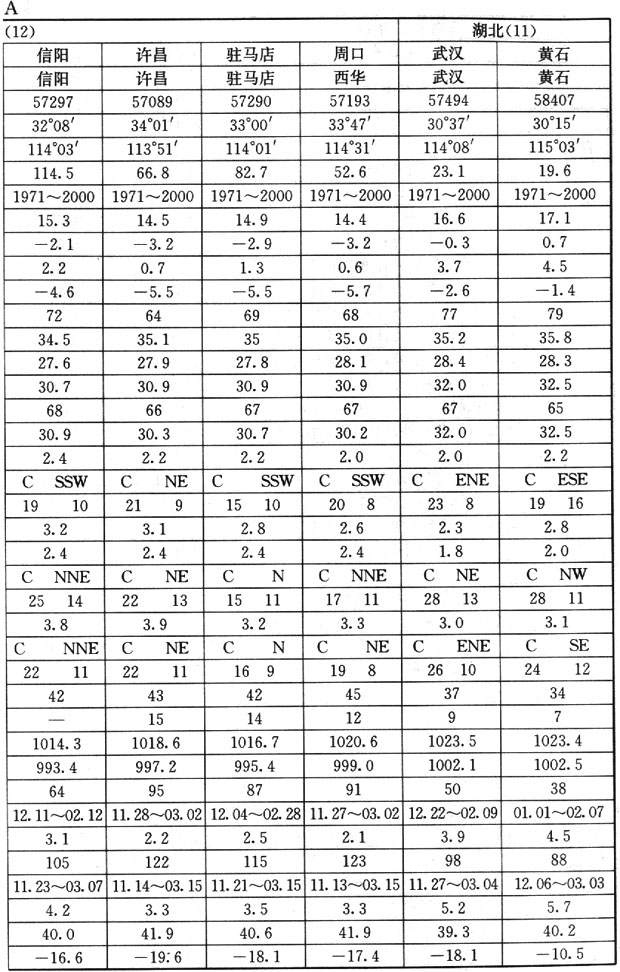 A
(12) 湖北(11)
信阳 许昌 驻马店 周口 武汉 黄石
信阳 许昌 驻马店 西华 武汉 黄石
57297 57089 57290 57193 57494 58407
32°08′ 34°01′ 33°00′ 33°47′ 30°37′ 30°15′
114°03′ 113°51′ 114°01′ 114°31′ 114°08′ 115°03′
114.5 66.8 82.7 52.6 23.1 19.6
1971～2000 1971～2000 1971～2000 1971～2000 1971～2000 1971～2000
15.3 14.5 14.9 14.4 16.6 17.1
−2.1 −3.2 −2.9 −3.2 −0.3 0.7
2.2 0.7 1.3 0.6 3.7 4.5
−4.6 −5.5 −5.5 −5.7 −2.6 −1.4
72 64 69 68 77 79
34.5 35.1 35 35.0 35.2 35.8
27.6 27.9 27.8 28.1 28.4 28.3
30.7 30.9 30.9 30.9 32.0 32.5
68 66 67 67 67 65
30.9 30.3 30.7 30.2 32.0 32.5
2.4 2.2 2.2 2.0 2.0 2.2
C SSW C NE C SSW C SSW C ENE C ESE
19 10 21 9 15 10 20 8 23 8 19 16
3.2 3.1 2.8 2.6 2.3 2.8
2.4 2.4 2.4 2.4 1.8 2.0
C NNE C NE C N C NNE C NE C NW
25 14 22 13 15 11 17 11 28 13 28 11
3.8 3.9 3.2 3.3 3.0 3.1
C NNE C NE C N C NE C ENE C SE
22 11 22 11 16 9 19 8 26 10 24 12
42 43 42 45 37 34
— 15 14 12 9 7
1014.3 1018.6 1016.7 1020.6 1023.5 1023.4
993.4 997.2 995.4 999.0 1002.1 1002.5
64 95 87 91 50 38
12.11～02.12 11.28～03.02 12.04～02.28 11.27～03.02 12.22～02.09 01.01～02.07
3.1 2.2 2.5 2.1 3.9 4.5
105 122 115 123 98 88
11.23～03.07 11.14～03.15 11.21～03.15 11.13～03.15 11.27～03.04 12.06～03.03
4.2 3.3 3.5 3.3 5.2 5.7
40.0 41.9 40.6 41.9 39.3 40.2
−16.6 −19.6 −18.1 −17.4 −18.1 −10.5